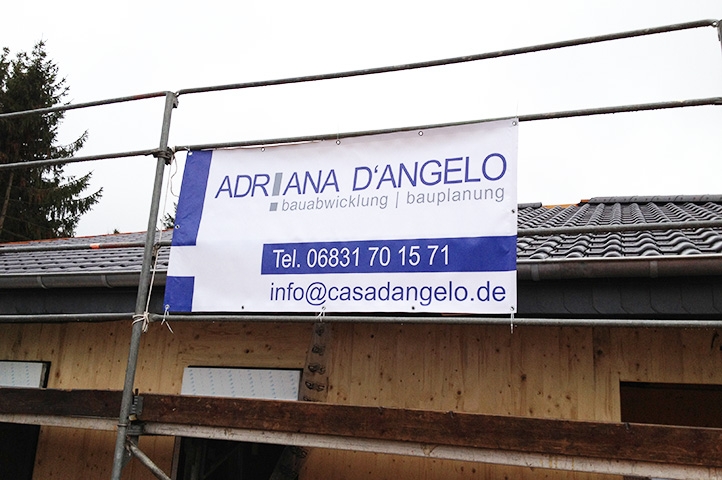 ADRIANA D'ANGELO
bauabwicklung | bauplanung
Tel. 06831 70 15 71
info@casadangelo.de